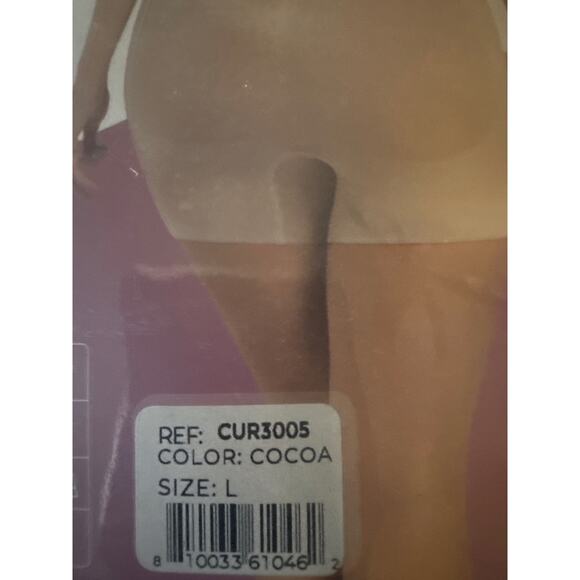 REF: CUR3005
COLOR: COCOA
SIZE: L
8 10033 61046 2